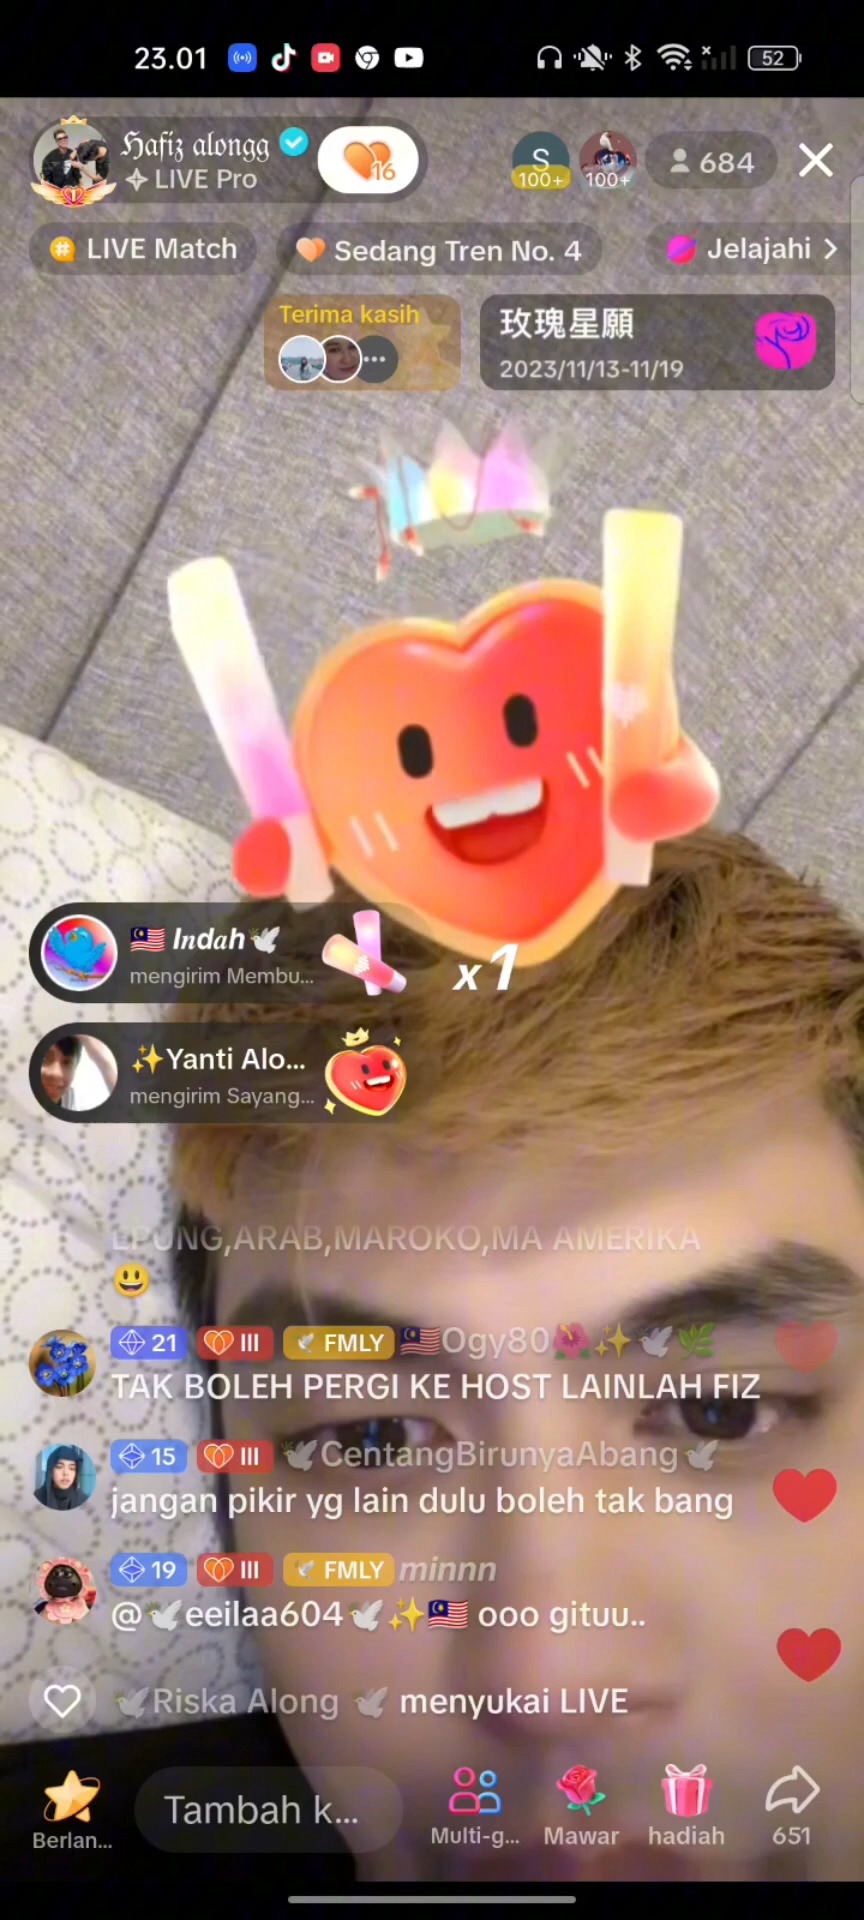 23.01
52
Hafiz alongg
LIVE Pro
16
S
100+
100+
684
LIVE Match
Sedang Tren No. 4
Jelajahi
Terima kasih
玫瑰星願
2023/11/13-11/19
Indah
mengirim Membu...
x1
Yanti Alo...
mengirim Sayang...
EPUNG,ARAB,MAROKO,MA AMERIKA
21 III FMLY Ogy80
TAK BOLEH PERGI KE HOST LAINLAH FIZ
15 III CentangBirunyaAbang
jangan pikir yg lain dulu boleh tak bang
19 III FMLY minnn
@eeilaa604 ooo gituu..
Riska Along menyukai LIVE
Berlan...
Tambah k...
Multi-g...
Mawar
hadiah
651